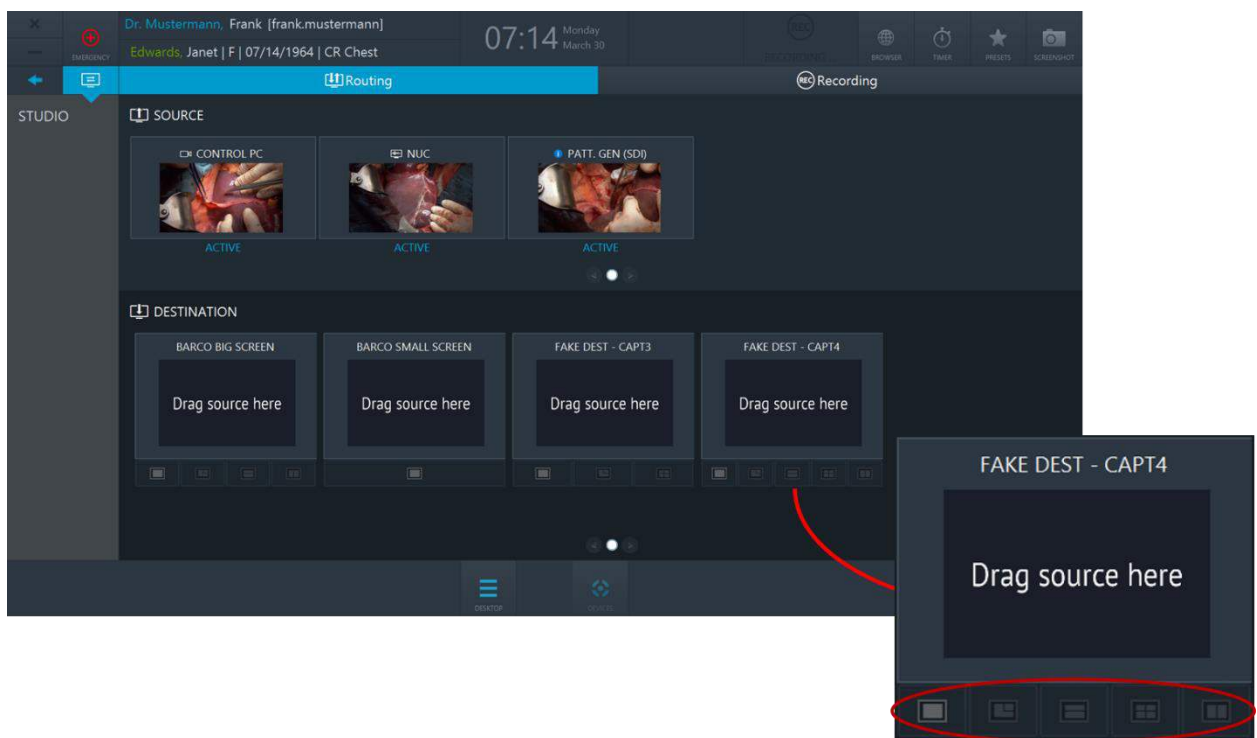 Dr. Mustermann, Frank [frank.mustermann]
Edwards, Janet | F | 07/14/1964 | CR Chest
07:14 Monday
March 30
EMERGENCY
REC
RECORDING
BROWSER
TIMER
PRESETS
SCREENSHOT
Routing
REC Recording
STUDIO
SOURCE
CONTROL PC
NUC
PATT. GEN (SDI)
ACTIVE
ACTIVE
ACTIVE
DESTINATION
BARCO BIG SCREEN
BARCO SMALL SCREEN
FAKE DEST - CAPT3
FAKE DEST - CAPT4
Drag source here
Drag source here
Drag source here
Drag source here
DESKTOP
DEVICES
FAKE DEST - CAPT4
Drag source here